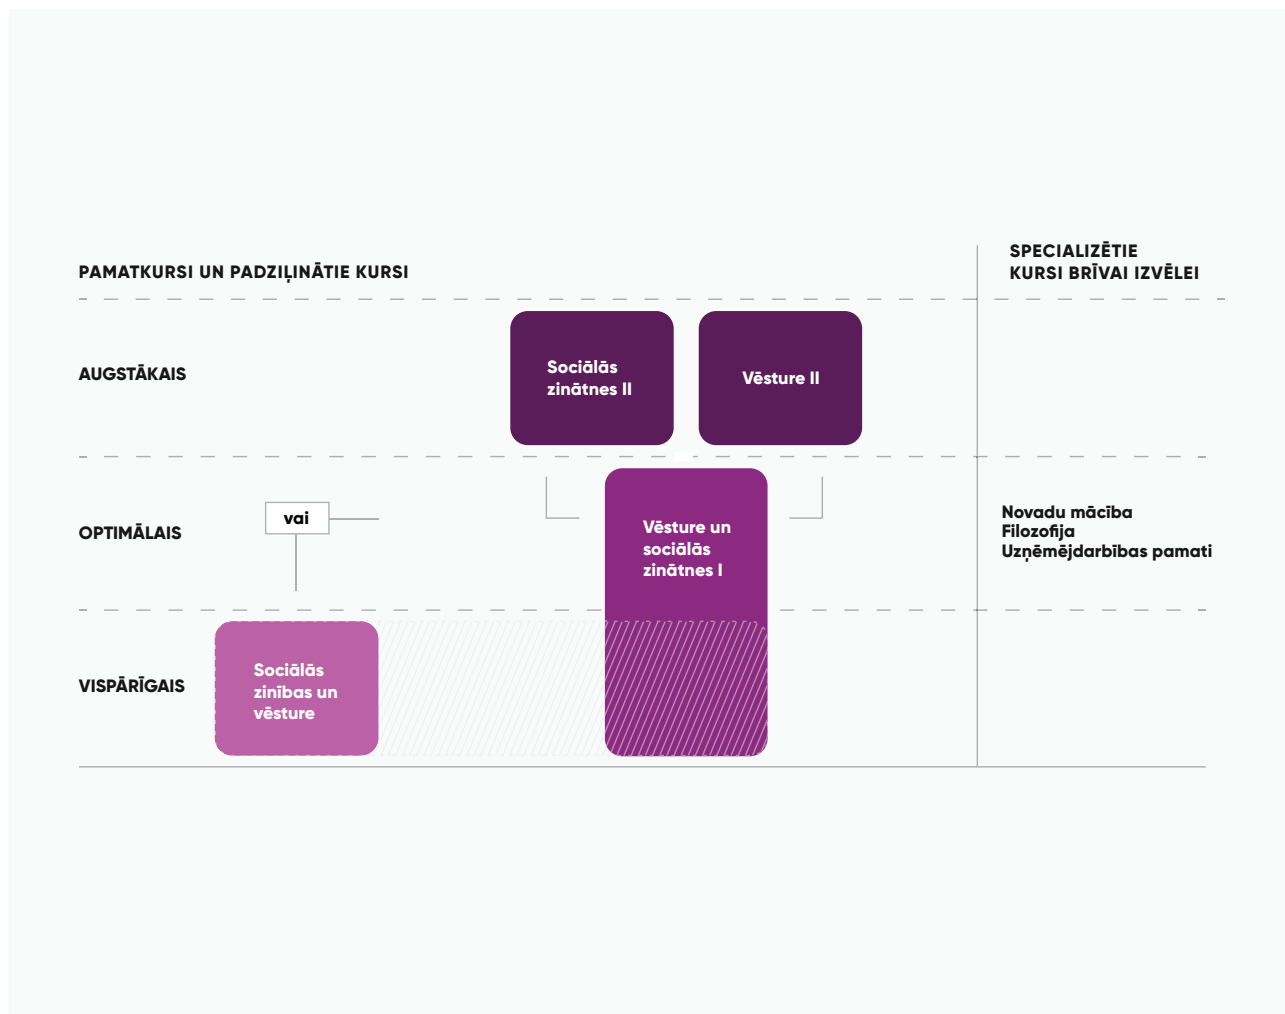 PAMATKURSI UN PADZIĻINĀTIE KURSI
SPECIALIZĒTIE
KURSI BRĪVAI IZVĒLEI
AUGSTĀKAIS
Sociālās
zinātnes II
Vēsture II
OPTIMĀLAIS
vai
Vēsture un
sociālās
zinātnes I
Novadu mācība
Filozofija
Uzņēmējdarbības pamati
VISPĀRĪGAIS
Sociālās
zinības un
vēsture